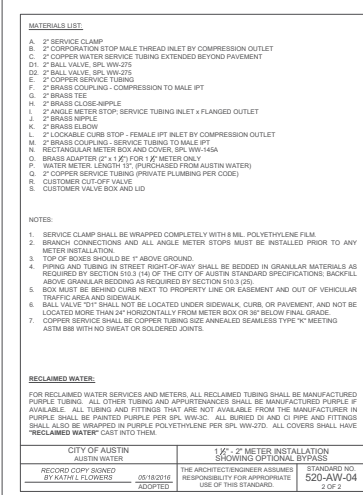 MATERIALS LIST:
A. 2" SERVICE CLAMP
B. 2" CORPORATION STOP MALE THREAD INLET BY COMPRESSION OUTLET
C. 2" COPPER WATER SERVICE TUBING EXTENDED BEYOND PAVEMENT
D1. 2" BALL VALVE, SPL WW-275
D2. 2" BALL VALVE, SPL WW-275
E. 2" COPPER SERVICE TUBING
F. 2" BRASS COUPLING - COMPRESSION TO MALE IPT
G. 2" BRASS TEE
H. 2" BRASS CLOSE-NIPPLE
I. 2" ANGLE METER STOP; SERVICE TUBING INLET x FLANGED OUTLET
J. 2" BRASS NIPPLE
K. 2" BRASS ELBOW
L. 2" LOCKABLE CURB STOP - FEMALE IPT INLET BY COMPRESSION OUTLET
M. 2" BRASS COUPLING - SERVICE TUBING TO MALE IPT
N. RECTANGULAR METER BOX AND COVER, SPL WW-145A
O. BRASS ADAPTER (2" x 1 ½") FOR 1 ½" METER ONLY
P. WATER METER. LENGTH 13", (PURCHASED FROM AUSTIN WATER)
Q. 2" COPPER SERVICE TUBING (PRIVATE PLUMBING PER CODE)
R. CUSTOMER CUT-OFF VALVE
S. CUSTOMER VALVE BOX AND LID
NOTES:
1. SERVICE CLAMP SHALL BE WRAPPED COMPLETELY WITH 8 MIL. POLYETHYLENE FILM.
2. BRANCH CONNECTIONS AND ALL ANGLE METER STOPS MUST BE INSTALLED PRIOR TO ANY
METER INSTALLATION.
3. TOP OF BOXES SHOULD BE 1" ABOVE GROUND.
4. PIPING AND TUBING IN STREET RIGHT-OF-WAY SHALL BE BEDDED IN GRANULAR MATERIALS AS
REQUIRED BY SECTION 510.3 (14) OF THE CITY OF AUSTIN STANDARD SPECIFICATIONS; BACKFILL
ABOVE GRANULAR BEDDING AS REQUIRED BY SECTION 510.3 (25).
5. BOX MUST BE BEHIND CURB NEXT TO PROPERTY LINE OR EASEMENT AND OUT OF VEHICULAR
TRAFFIC AREA AND SIDEWALK.
6. BALL VALVE "D1" SHALL NOT BE LOCATED UNDER SIDEWALK, CURB, OR PAVEMENT, AND NOT BE
LOCATED MORE THAN 24" HORIZONTALLY FROM METER BOX OR 36" BELOW FINAL GRADE.
7. COPPER SERVICE SHALL BE COPPER TUBING SIZE ANNEALED SEAMLESS TYPE "K" MEETING
ASTM B88 WITH NO SWEAT OR SOLDERED JOINTS.
RECLAIMED WATER:
FOR RECLAIMED WATER SERVICES AND METERS, ALL RECLAIMED TUBING SHALL BE MANUFACTURED
PURPLE TUBING. ALL OTHER TUBING AND APPURTENANCES SHALL BE MANUFACTURED PURPLE IF
AVAILABLE. ALL TUBING AND FITTINGS THAT ARE NOT AVAILABLE FROM THE MANUFACTURER IN
PURPLE SHALL BE PAINTED PURPLE PER SPL WW-3C. ALL BURIED DI AND CI PIPE AND FITTINGS
SHALL ALSO BE WRAPPED IN PURPLE POLYETHYLENE PER SPL WW-27D. ALL COVERS SHALL HAVE
"RECLAIMED WATER" CAST INTO THEM.
CITY OF AUSTIN
AUSTIN WATER
1 ½" - 2" METER INSTALLATION
SHOWING OPTIONAL BYPASS
RECORD COPY SIGNED
BY KATHI L FLOWERS
05/18/2016
ADOPTED
THE ARCHITECT/ENGINEER ASSUMES
RESPONSIBILITY FOR APPROPRIATE
USE OF THIS STANDARD.
STANDARD NO.
520-AW-04
2 OF 2